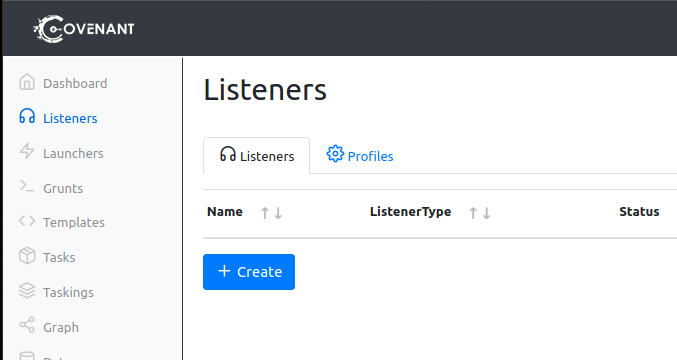 COVENANT
Dashboard
Listeners
Launchers
Grunts
Templates
Tasks
Taskings
Graph
Listeners
Listeners Profiles
Name ↑↓ ListenerType ↑↓ Status
+ Create